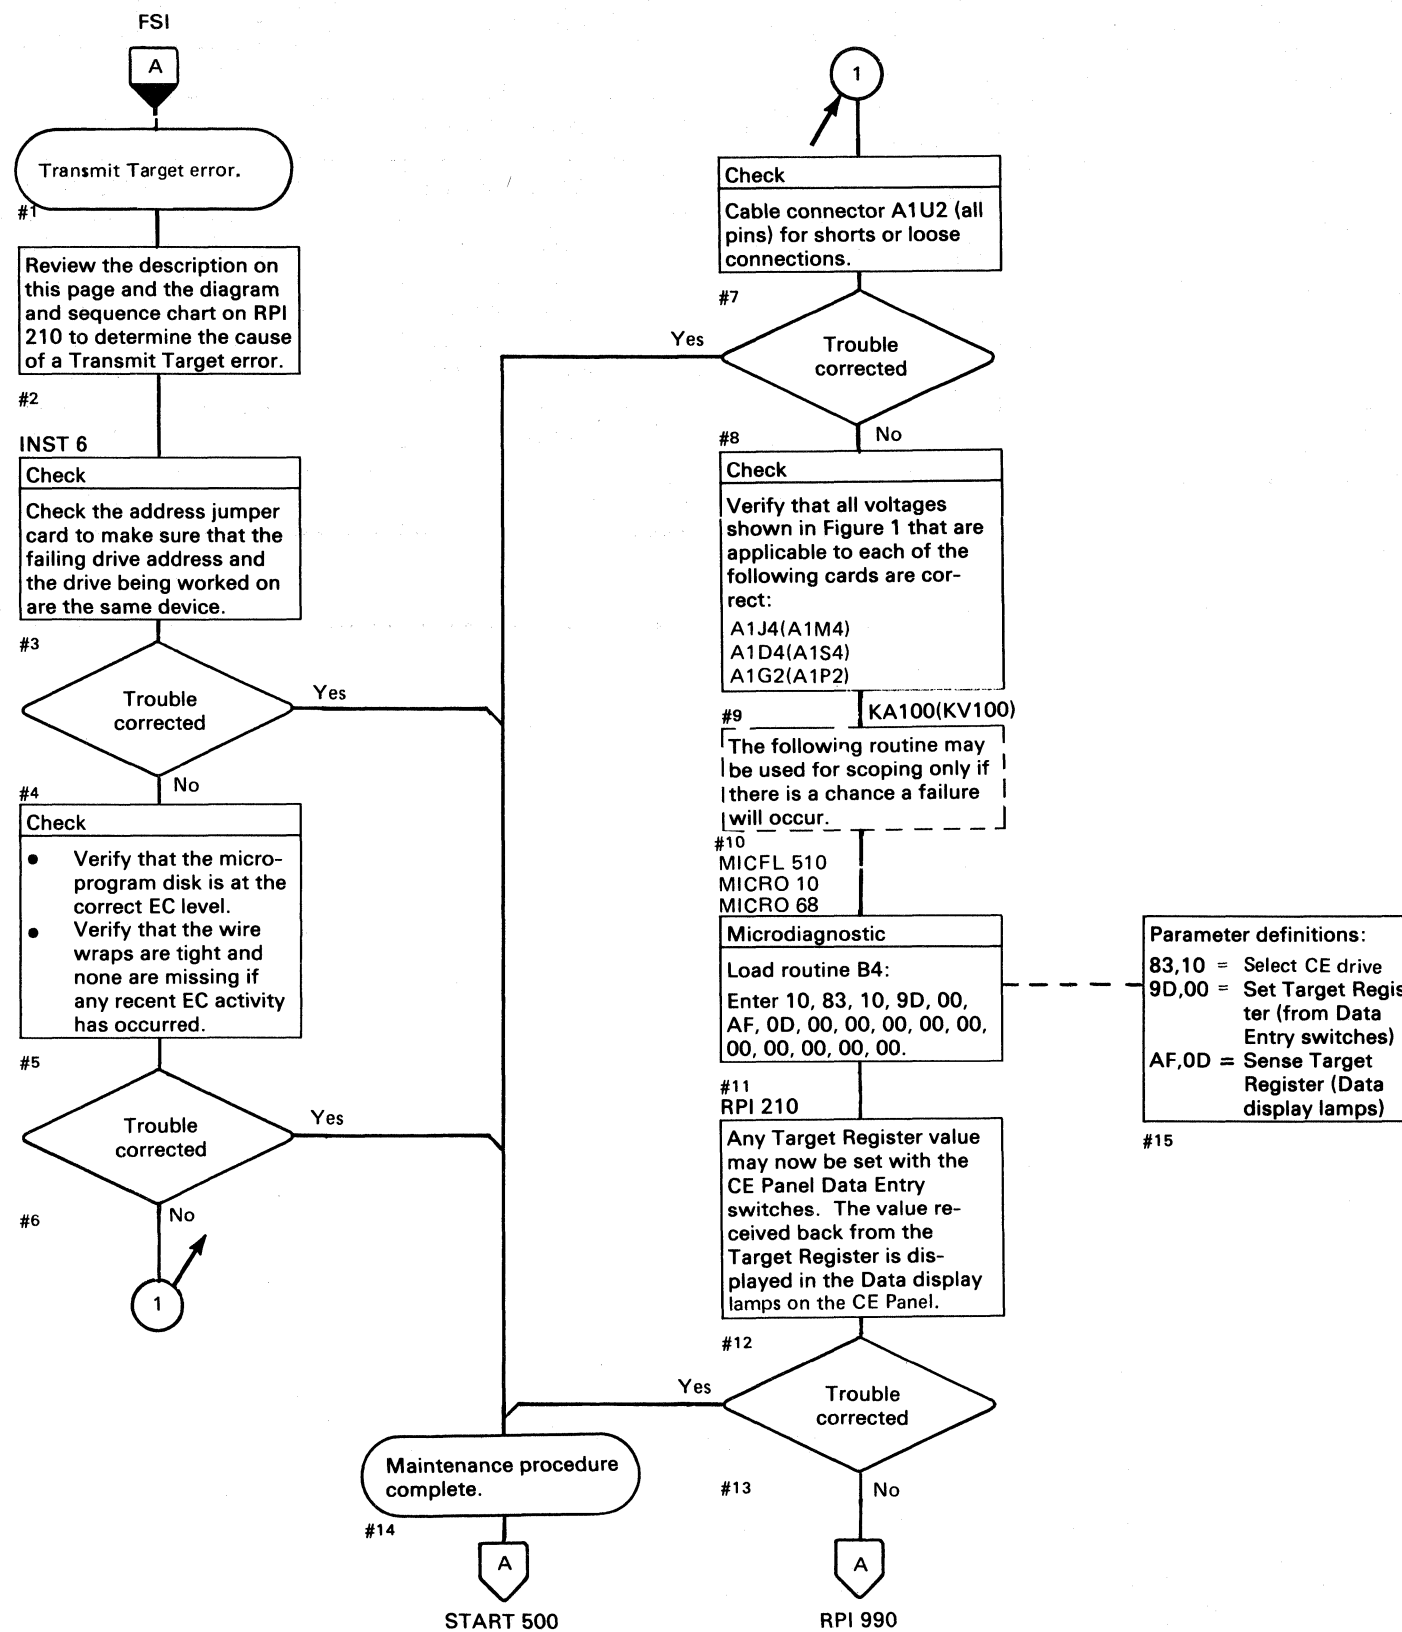 FSI
A
Transmit Target error.
#1
Review the description on
this page and the diagram
and sequence chart on RPI
210 to determine the cause
of a Transmit Target error.
#2
INST 6
Check
Check the address jumper
card to make sure that the
failing drive address and
the drive being worked on
are the same device.
#3
Trouble
corrected
Yes
No
#4
Check
● Verify that the micro-
program disk is at the
correct EC level.
● Verify that the wire
wraps are tight and
none are missing if
any recent EC activity
has occurred.
#5
Trouble
corrected
Yes
No
#6
1
1
Check
Cable connector A1U2 (all
pins) for shorts or loose
connections.
#7
Trouble
corrected
Yes
No
#8
Check
Verify that all voltages
shown in Figure 1 that are
applicable to each of the
following cards are cor-
rect:
A1J4(A1M4)
A1D4(A1S4)
A1G2(A1P2)
#9
KA100(KV100)
The following routine may
be used for scoping only if
there is a chance a failure
will occur.
#10
MICFL 510
MICRO 10
MICRO 68
Microdiagnostic
Load routine B4:
Enter 10, 83, 10, 9D, 00,
AF, 0D, 00, 00, 00, 00, 00,
00, 00, 00, 00, 00.
#11
RPI 210
Any Target Register value
may now be set with the
CE Panel Data Entry
switches. The value re-
ceived back from the
Target Register is dis-
played in the Data display
lamps on the CE Panel.
#12
Trouble
corrected
Yes
No
#13
A
RPI 990
Maintenance procedure
complete.
#14
A
START 500
Parameter definitions:
83,10 = Select CE drive
9D,00 = Set Target Regis
ter (from Data
Entry switches)
AF,0D = Sense Target
Register (Data
display lamps)
#15